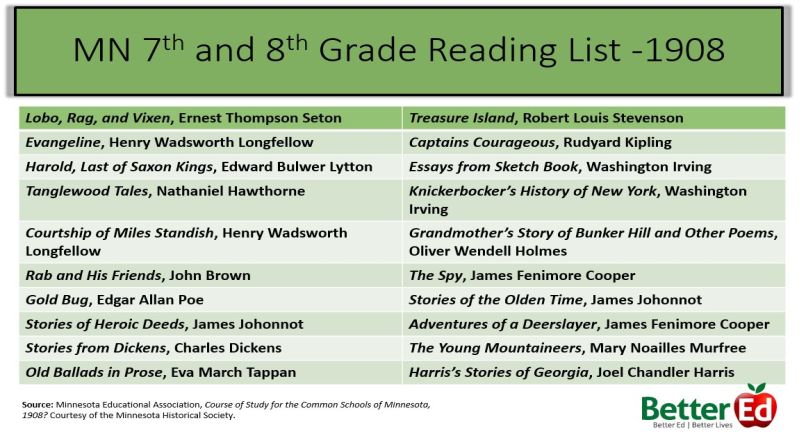 MN 7th and 8th Grade Reading List -1908
Lobo, Rag, and Vixen, Ernest Thompson Seton
Treasure Island, Robert Louis Stevenson
Evangeline, Henry Wadsworth Longfellow
Captains Courageous, Rudyard Kipling
Harold, Last of Saxon Kings, Edward Bulwer Lytton
Essays from Sketch Book, Washington Irving
Tanglewood Tales, Nathaniel Hawthorne
Knickerbocker's History of New York, Washington
Irving
Courtship of Miles Standish, Henry Wadsworth
Longfellow
Grandmother's Story of Bunker Hill and Other Poems,
Oliver Wendell Holmes
Rab and His Friends, John Brown
The Spy, James Fenimore Cooper
Gold Bug, Edgar Allan Poe
Stories of the Olden Time, James Johonnot
Stories of Heroic Deeds, James Johonnot
Adventures of a Deerslayer, James Fenimore Cooper
Stories from Dickens, Charles Dickens
The Young Mountaineers, Mary Noailles Murfree
Old Ballads in Prose, Eva March Tappan
Harris's Stories of Georgia, Joel Chandler Harris
Source: Minnesota Educational Association, Course of Study for the Common Schools of Minnesota,
1908? Courtesy of the Minnesota Historical Society.
Better Ed
Better Ed | Better Lives